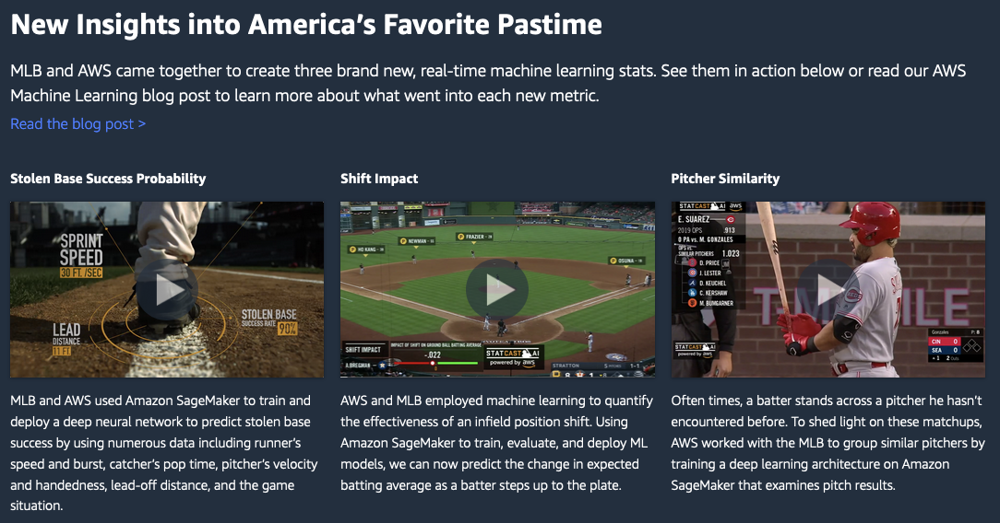 New Insights into America's Favorite Pastime
MLB and AWS came together to create three brand new, real-time machine learning stats. See them in action below or read our AWS
Machine Learning blog post to learn more about what went into each new metric.
Read the blog post >
Stolen Base Success Probability
SPRINT
SPEED
30 FT./SEC
LEAD
DISTANCE
11 FT
STOLEN BASE
SUCCESS RATE 90%
MLB and AWS used Amazon SageMaker to train and
deploy a deep neural network to predict stolen base
success by using numerous data including runner's
speed and burst, catcher's pop time, pitcher's velocity
and handedness, lead-off distance, and the game
situation.
Shift Impact
HO KANG
NEWMAN
FRAZIER
OSUNA
SHIFT IMPACT
IMPACT OF SHIFT ON GROUND BALL BATTING AVERAGE
-.022
A.BREGMAN
STATCAST AI
powered by aws
STRATTON
1-1
AWS and MLB employed machine learning to quantify
the effectiveness of an infield position shift. Using
Amazon SageMaker to train, evaluate, and deploy ML
models, we can now predict the change in expected
batting average as a batter steps up to the plate.
Pitcher Similarity
STATCAST AI aws
E. SUAREZ
2019 OPS .913
0 PA vs. M. GONZALES
OPS vs.
SIMILAR PITCHERS 1.023
D. PRICE
J. LESTER
D. KEUCHEL
C. KERSHAW
M. BUMGARNER
STATCAST AI
powered by aws
Gonzales P: 8
CIN 0
SEA 0
1 2 Outs
Often times, a batter stands across a pitcher he hasn't
encountered before. To shed light on these matchups,
AWS worked with the MLB to group similar pitchers by
training a deep learning architecture on Amazon
SageMaker that examines pitch results.